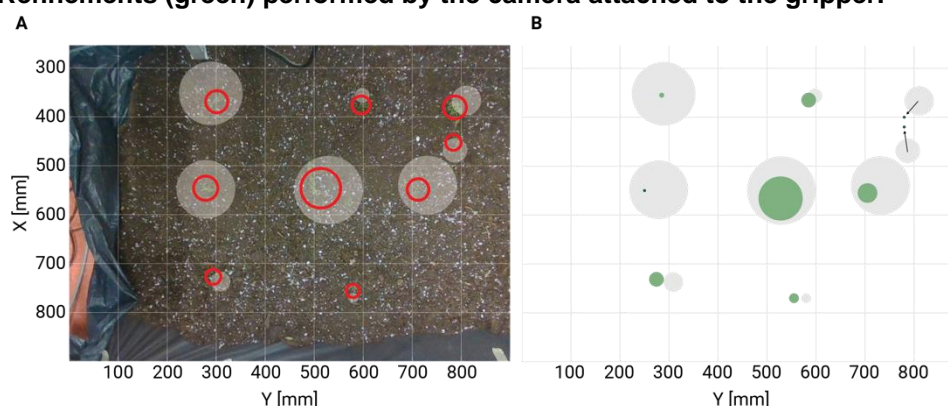 Refinements (green) performed by the camera attached to the gripper.
A
B
300
400
500
600
700
800
X [mm]
100 200 300 400 500 600 700 800
Y [mm]
100 200 300 400 500 600 700 800
Y [mm]